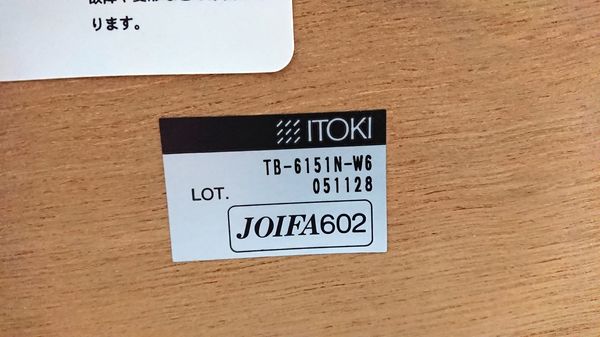 ります。
ITOKI
TB-6151N-W6
LOT. 051128
JOIFA602